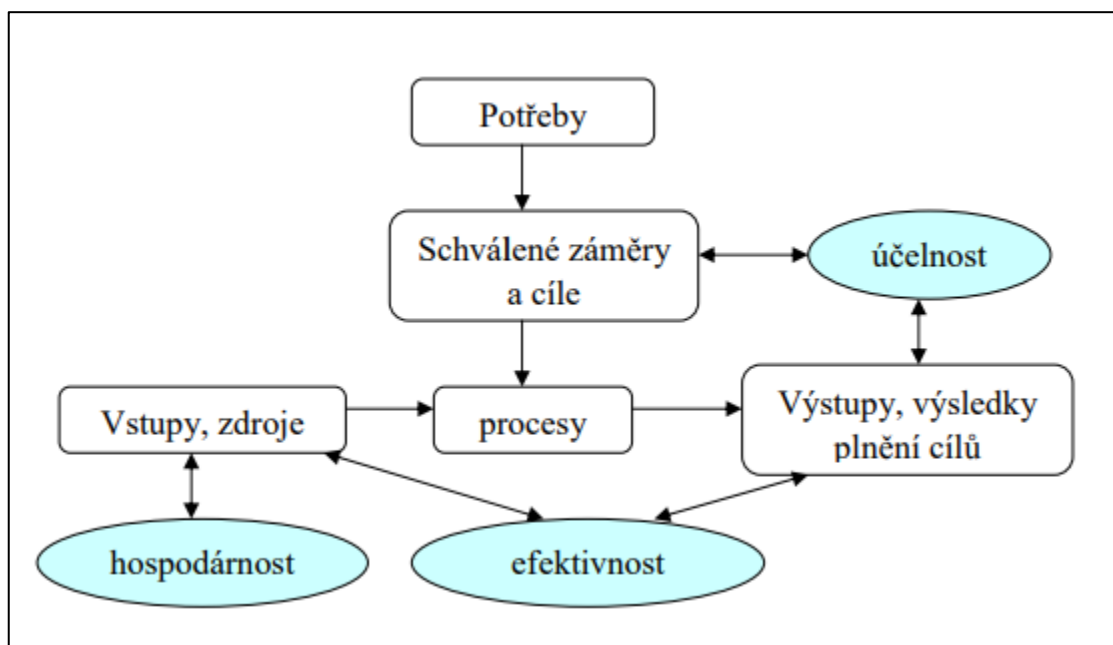 Potřeby
Schválené záměry
a cíle
účelnost
Vstupy, zdroje
procesy
Výstupy, výsledky
plnění cílů
hospodárnost
efektivnost